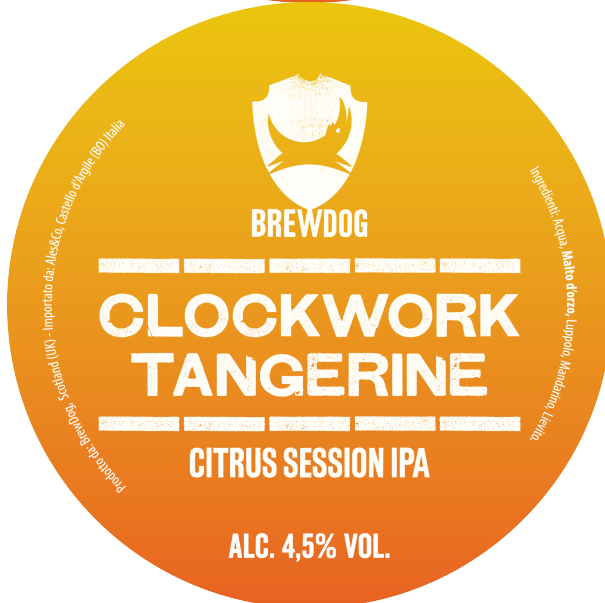 BREWDOG
CLOCKWORK
TANGERINE
CITRUS SESSION IPA
ALC. 4,5% VOL.
Prodotto da: BrewDog, Scotland (UK) - Importato da: Ales&Co, Castello d'Argile (BO) Italia
Ingredienti: Acqua, Malto d'orzo, Luppolo, Mandarino, Lievito.